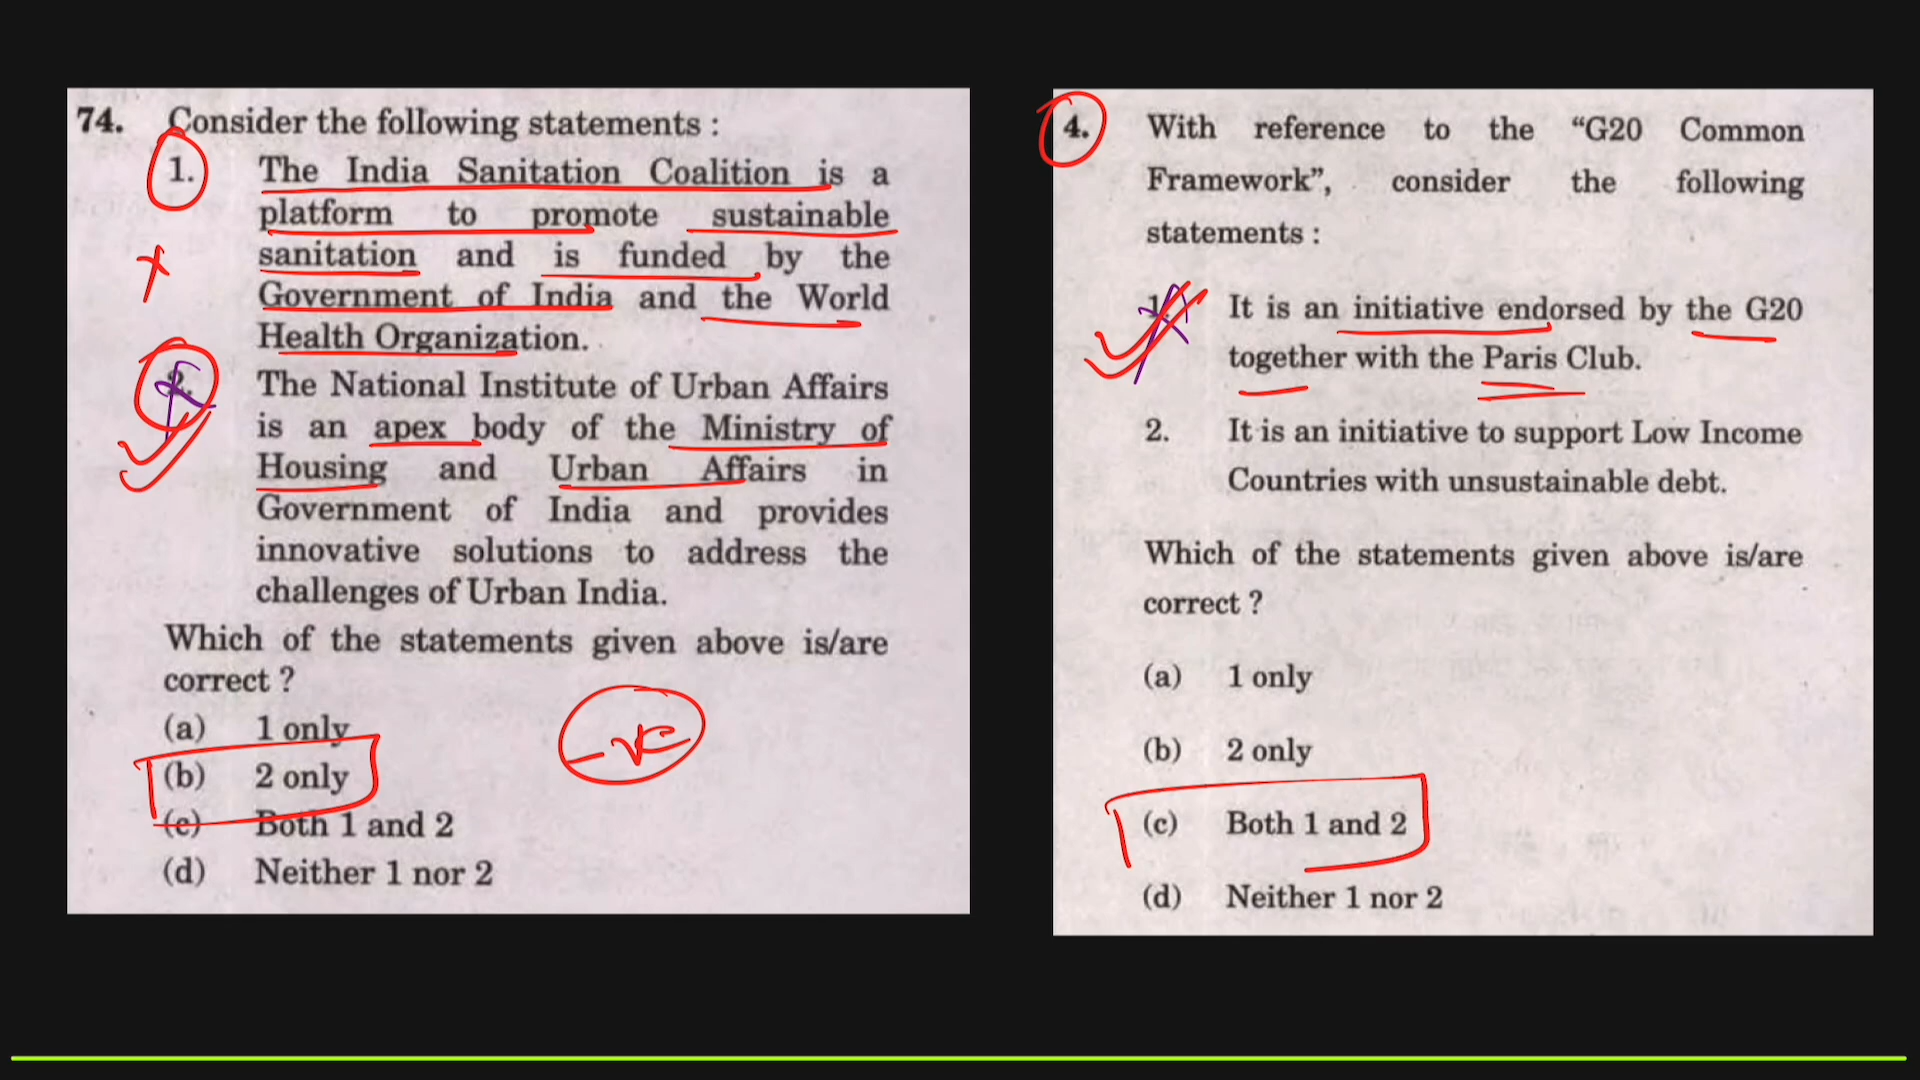 74. Consider the following statements :
1. The India Sanitation Coalition is a
platform to promote sustainable
sanitation and is funded by the
Government of India and the World
Health Organization.
2. The National Institute of Urban Affairs
is an apex body of the Ministry of
Housing and Urban Affairs in
Government of India and provides
innovative solutions to address the
challenges of Urban India.
Which of the statements given above is/are
correct ?
(a) 1 only
(b) 2 only
(c) Both 1 and 2
(d) Neither 1 nor 2
-ve
4. With reference to the “G20 Common
Framework”, consider the following
statements :
1. It is an initiative endorsed by the G20
together with the Paris Club.
2. It is an initiative to support Low Income
Countries with unsustainable debt.
Which of the statements given above is/are
correct ?
(a) 1 only
(b) 2 only
(c) Both 1 and 2
(d) Neither 1 nor 2